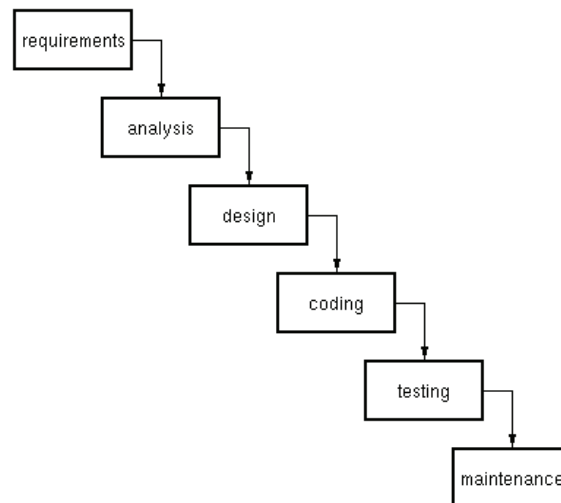 requirements
analysis
design
coding
testing
maintenance